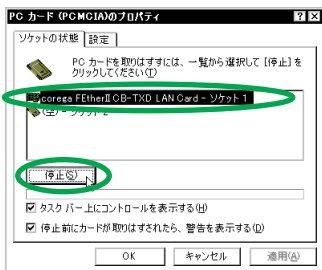 PC カード (PCMCIA)のプロパティ
ソケットの状態 設定
PC カードを取りはずすには、一覧から選択して [停止] を
クリックしてください(T)
corega FEtherII CB-TXD LAN Card - ソケット 1
(空) - ソケット 2
停止(S)
タスク バー上にコントロールを表示する(H)
停止前にカードが取りはずされたら、警告を表示する(D)
OK キャンセル 適用(A)